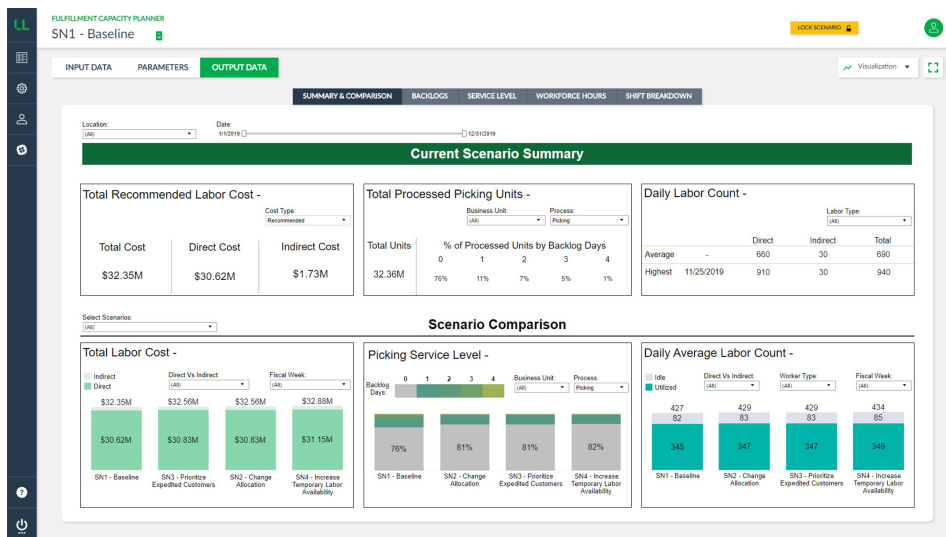 LL
FULFILLMENT CAPACITY PLANNER
SN1 - Baseline
LOCK SCENARIO
INPUT DATA PARAMETERS OUTPUT DATA
Visualization
SUMMARY & COMPARISON BACKLOGS SERVICE LEVEL WORKFORCE HOURS SHIFT BREAKDOWN
Location: Date:
(All) 1/1/2019 12/31/2019
Current Scenario Summary
Total Recommended Labor Cost -
Cost Type:
Recommended
Total Cost Direct Cost Indirect Cost
$32.35M $30.62M $1.73M
Total Processed Picking Units -
Business Unit: Process:
(All) Picking
Total Units % of Processed Units by Backlog Days
0 1 2 3 4
32.36M 76% 11% 7% 5% 1%
Daily Labor Count -
Labor Type:
(All)
Direct Indirect Total
Average - 660 30 690
Highest 11/25/2019 910 30 940
Select Scenarios:
(All)
Scenario Comparison
Total Labor Cost -
Indirect Direct Vs Indirect: Fiscal Week:
Direct (All) (All)
$32.35M $32.56M $32.56M $32.88M
$30.62M $30.83M $30.83M $31.15M
SN1 - Baseline SN3 - Prioritize SN2 - Change SN4 - Increase
Expedited Customers Allocation Temporary Labor
Availability
Picking Service Level -
0 1 2 3 4 Business Unit: Process:
Backlog (All) Picking
Days:
76% 81% 81% 82%
SN1 - Baseline SN2 - Change SN3 - Prioritize SN4 - Increase
Allocation Expedited Customers Temporary Labor
Availability
Daily Average Labor Count -
Idle Direct Vs Indirect: Worker Type: Fiscal Week:
Utilized (All) (All) (All)
427 429 429 434
82 83 83 85
345 347 347 349
SN1 - Baseline SN2 - Change SN3 - Prioritize SN4 - Increase
Allocation Expedited Customers Temporary Labor
Availability
?